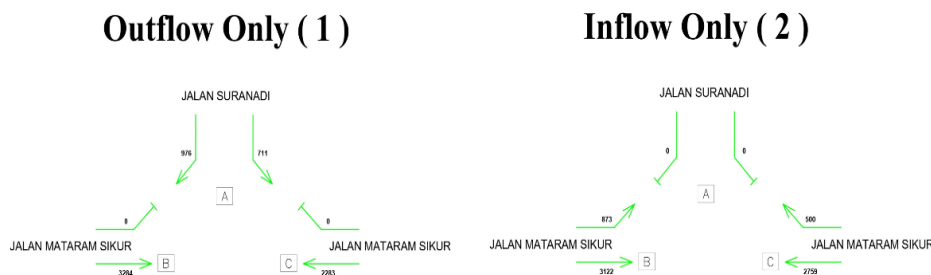 Outflow Only ( 1 )
Inflow Only ( 2 )
JALAN SURANADI
976
711
A
0
0
JALAN MATARAM SIKUR
JALAN MATARAM SIKUR
B
C
3284
2283
JALAN SURANADI
0
0
A
873
500
JALAN MATARAM SIKUR
JALAN MATARAM SIKUR
B
C
3122
2759